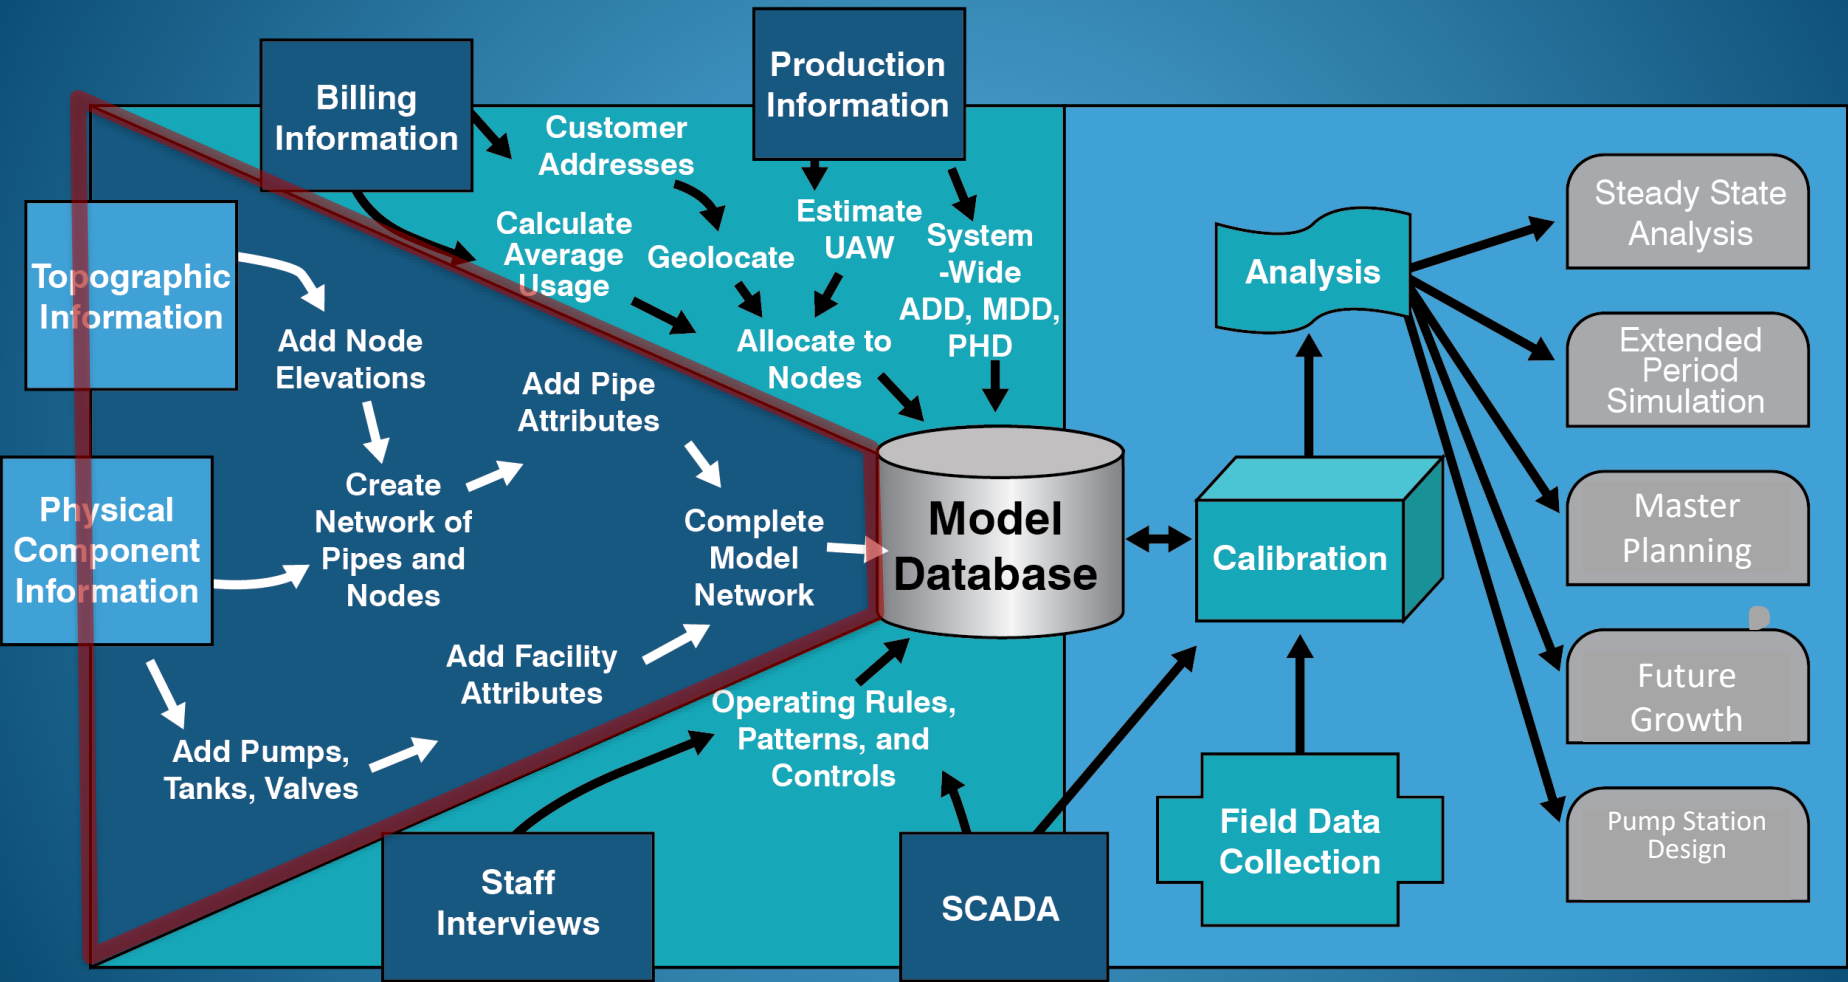 Billing
Information
Production
Information
Customer
Addresses
Calculate
Average
Usage
Geolocate
Estimate
UAW
System
-Wide
ADD, MDD,
PHD
Allocate to
Nodes
Topographic
Information
Add Node
Elevations
Add Pipe
Attributes
Physical
Component
Information
Create
Network of
Pipes and
Nodes
Complete
Model
Network
Add Facility
Attributes
Add Pumps,
Tanks, Valves
Model
Database
Operating Rules,
Patterns, and
Controls
Staff
Interviews
SCADA
Calibration
Field Data
Collection
Analysis
Steady State
Analysis
Extended
Period
Simulation
Master
Planning
Future
Growth
Pump Station
Design